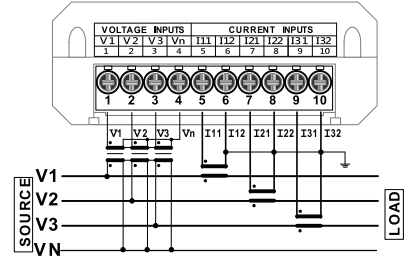 VOLTAGE INPUTS CURRENT INPUTS
V1 V2 V3 Vn I11 I12 I21 I22 I31 I32
1 2 3 4 5 6 7 8 9 10
1 2 3 4 5 6 7 8 9 10
V1 V2 V3 Vn I11 I12 I21 I22 I31 I32
SOURCE
V1
V2
V3
VN
LOAD